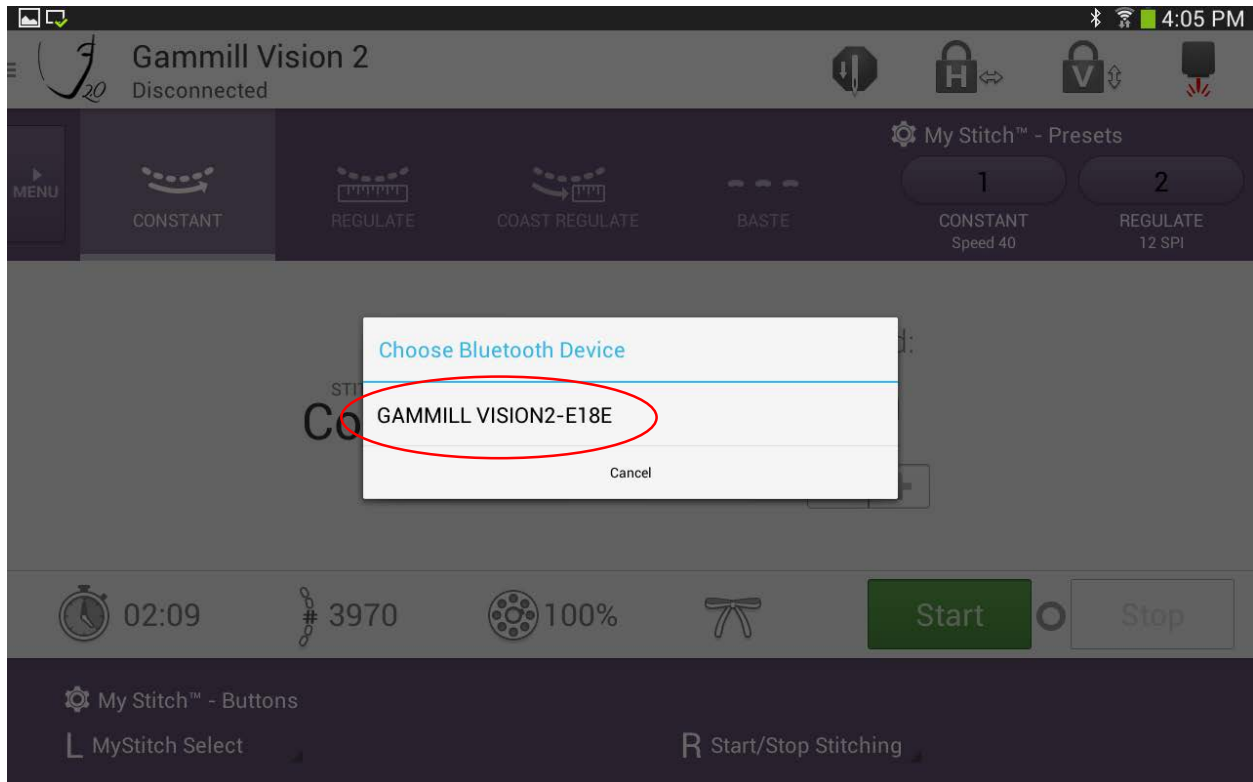 4:05 PM
20
Gammill Vision 2
Disconnected
H
V
My Stitch™ - Presets
MENU
1
2
CONSTANT
REGULATE
COAST REGULATE
BASTE
CONSTANT
REGULATE
Speed 40
12 SPI
Choose Bluetooth Device
GAMMILL VISION2-E18E
Cancel
02:09
# 3970
100%
Start
Stop
My Stitch™ - Buttons
L MyStitch Select
R Start/Stop Stitching